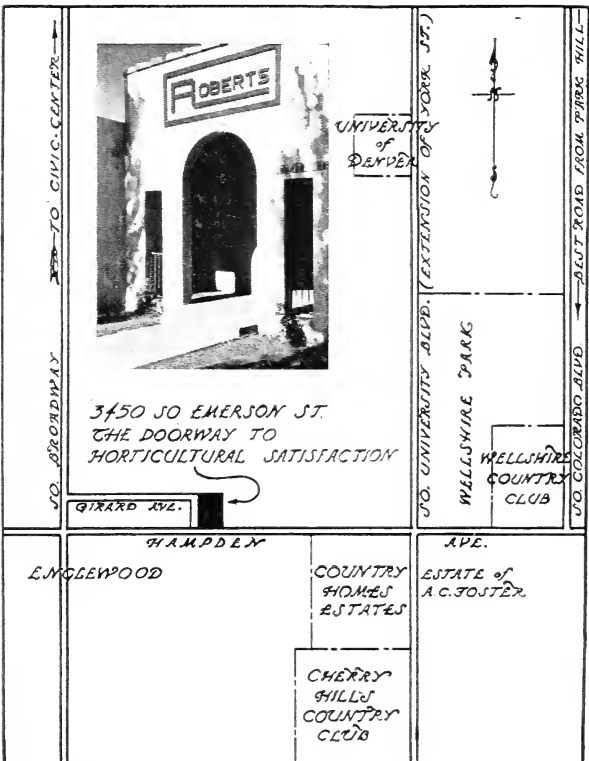 ROBERTS
SO. BROADWAY
TO CIVIC CENTER
UNIVERSITY
of
DENVER
SO. UNIVERSITY BLVD. (EXTENSION OF YORK ST.)
SO. COLORADO BLVD. BEST ROAD FROM PARK HILL
WELLSHIRE PARK
WELLSHIRE
COUNTRY
CLUB
3450 SO EMERSON ST.
THE DOORWAY TO
HORTICULTURAL SATISFACTION
GIRARD AVE.
HAMPDEN AVE.
ENGLEWOOD
COUNTRY
HOMES
ESTATES
ESTATE of
A.C. FOSTER
CHERRY
HILLS
COUNTRY
CLUB